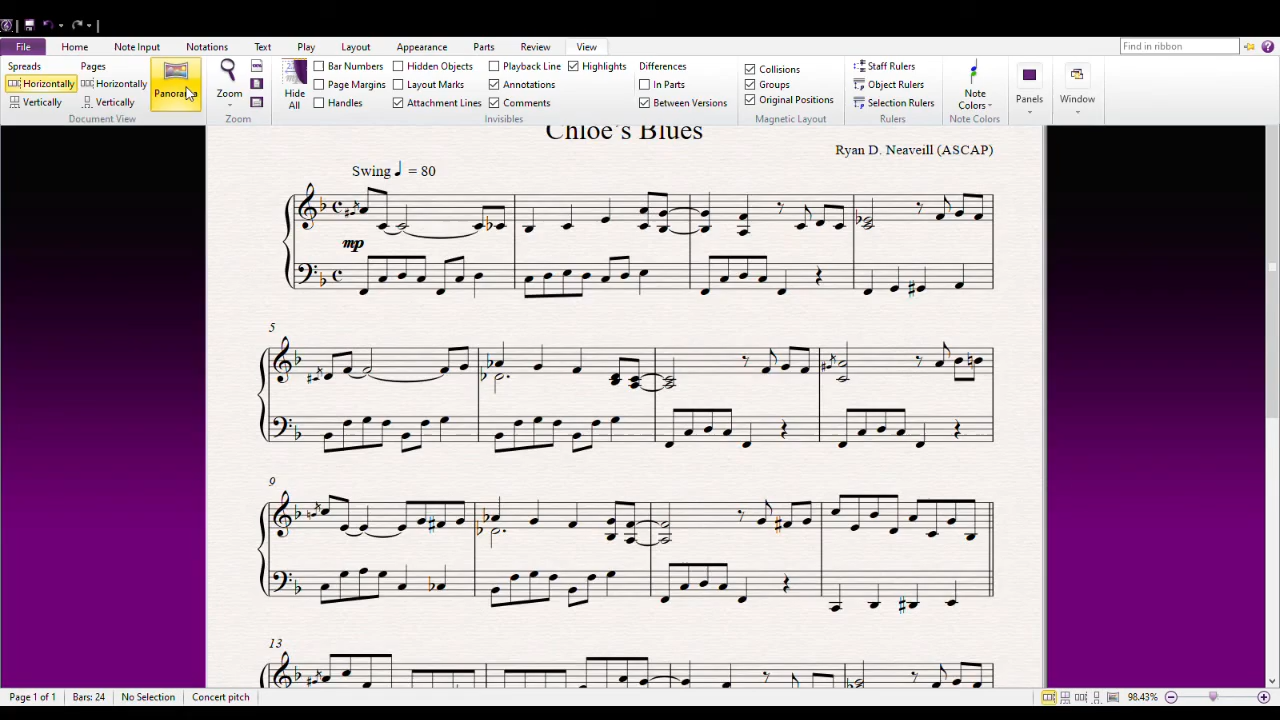 File Home Note Input Notations Text Play Layout Appearance Parts Review View Find in ribbon
Spreads Pages
Horizontally Horizontally
Vertically Vertically
Panorama
Document View
Zoom
Zoom
Hide
All
Bar Numbers Hidden Objects Playback Line Highlights
Page Margins Layout Marks Annotations
Handles Attachment Lines Comments
Invisibles
Differences
In Parts
Between Versions
Collisions
Groups
Original Positions
Magnetic Layout
Staff Rulers
Object Rulers
Selection Rulers
Rulers
Note
Colors
Note Colors
Panels
Window
Chloe's Blues
Ryan D. Neaveill (ASCAP)
Swing = 80
mp
5
9
13
Page 1 of 1 Bars: 24 No Selection Concert pitch 98.43%